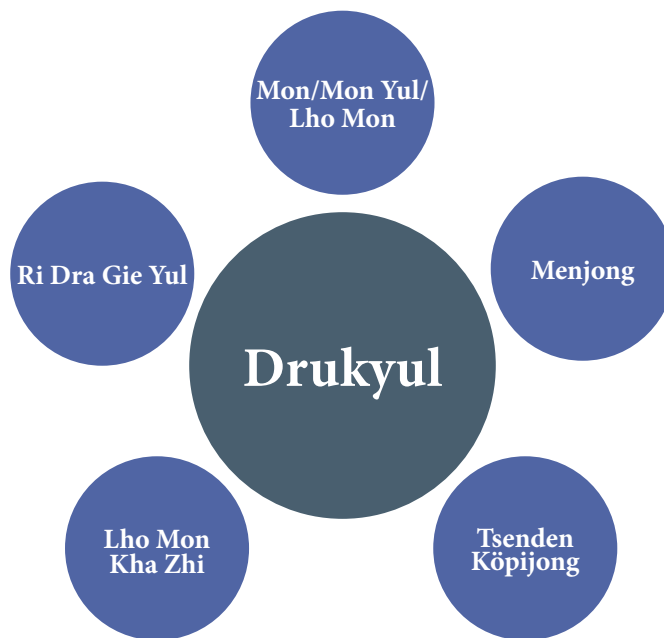 Mon/Mon Yul/
Lho Mon
Ri Dra Gie Yul
Menjong
Drukyul
Lho Mon
Kha Zhi
Tsenden
Köpijong